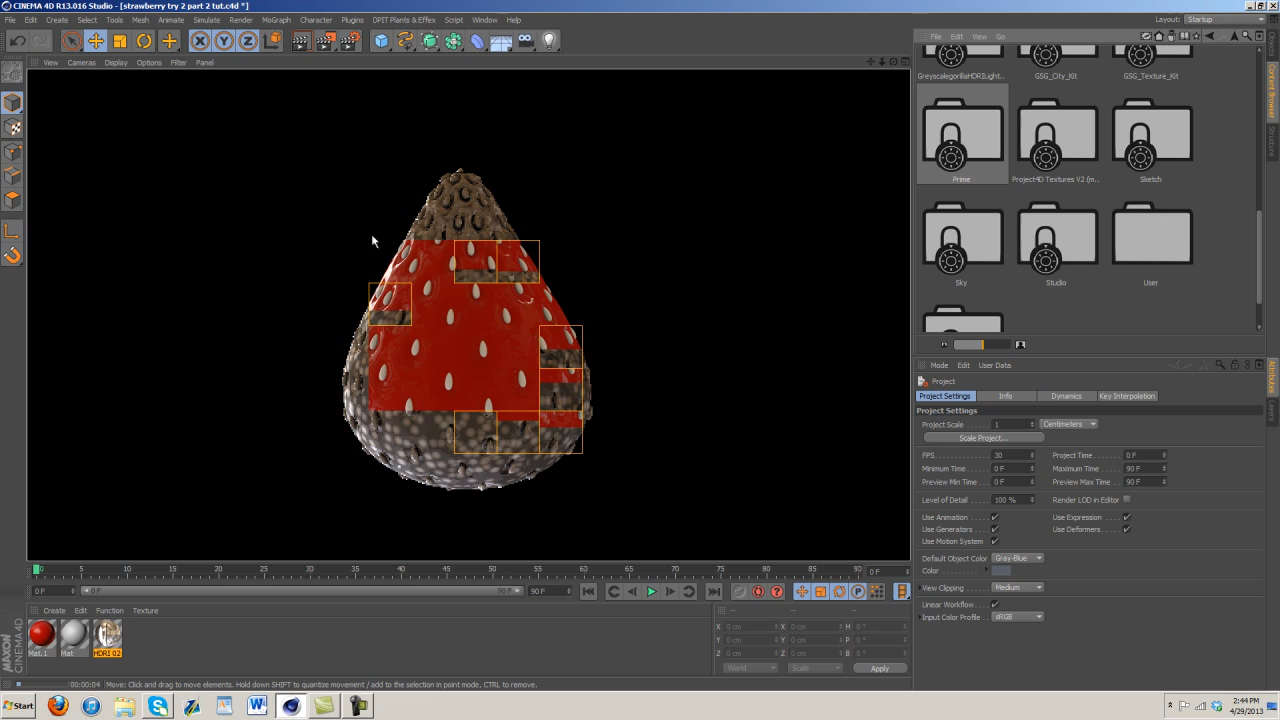 CINEMA 4D R13.016 Studio - [strawberry try 2 part 2 tut.c4d *]
File Edit Create Select Tools Mesh Animate Simulate Render MoGraph Character Plugins DPIT Plants & Effex Script Window Help
Layout: Startup
View Cameras Display Options Filter Panel
File Edit View Go
GreyscalegorillaHDRILight... GSG_City_Kit GSG_Texture_Kit
Prime Project4D Textures V2 (m... Sketch
Sky Studio User
Content Browser
Structure
Attributes
Layers
Mode Edit User Data
Project
Project Settings Info Dynamics Key Interpolation
Project Settings
Project Scale 1 Centimeters
Scale Project...
FPS 30 Project Time 0 F
Minimum Time 0 F Maximum Time 90 F
Preview Min Time 0 F Preview Max Time 90 F
Level of Detail 100 % Render LOD in Editor
Use Animation Use Expression
Use Generators Use Deformers
Use Motion System
Default Object Color Gray-Blue
Color
View Clipping Medium
Linear Workflow
Input Color Profile sRGB
0 5 10 15 20 25 30 35 40 45 50 55 60 65 70 75 80 85 90 0 F
0 F 0 F 90 F 90 F
Create Edit Function Texture
Mat.1 Mat HDRI 02
-- -- --
X 0 cm X 0 cm H 0 °
Y 0 cm Y 0 cm P 0 °
Z 0 cm Z 0 cm B 0 °
World Scale Apply
MAXON
CINEMA 4D
00:00:04 Move: Click and drag to move elements. Hold down SHIFT to quantize movement / add to the selection in point mode, CTRL to remove.
Start
2:44 PM
4/29/2013